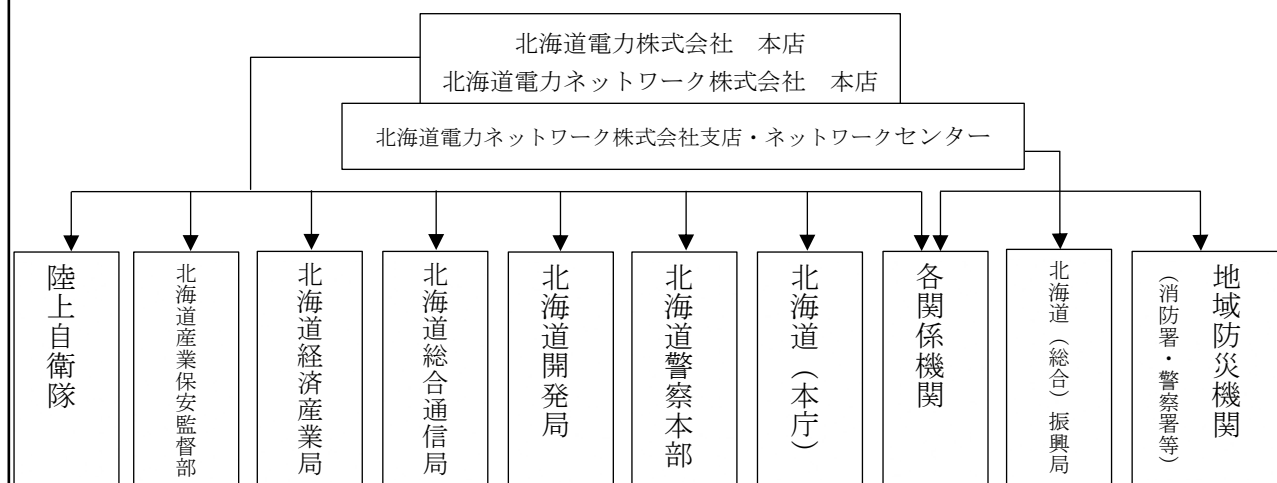 北海道電力株式会社　本店
北海道電力ネットワーク株式会社　本店
北海道電力ネットワーク株式会社支店・ネットワークセンター
陸上自衛隊
北海道産業保安監督部
北海道経済産業局
北海道総合通信局
北海道開発局
北海道警察本部
北海道（本庁）
各関係機関
北海道（総合）振興局
地域防災機関
（消防署・警察署等）